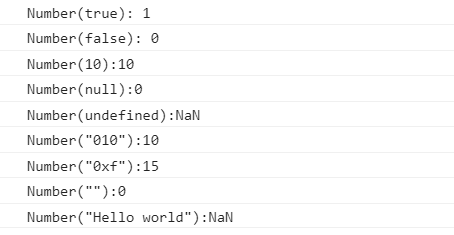 Number(true): 1
Number(false): 0
Number(10):10
Number(null):0
Number(undefined):NaN
Number("010"):10
Number("0xf"):15
Number(""):0
Number("Hello world"):NaN